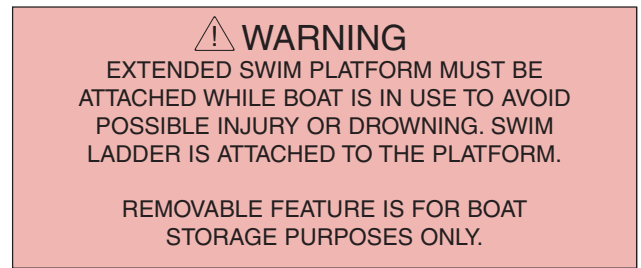 ⚠ WARNING
EXTENDED SWIM PLATFORM MUST BE
ATTACHED WHILE BOAT IS IN USE TO AVOID
POSSIBLE INJURY OR DROWNING. SWIM
LADDER IS ATTACHED TO THE PLATFORM.
REMOVABLE FEATURE IS FOR BOAT
STORAGE PURPOSES ONLY.